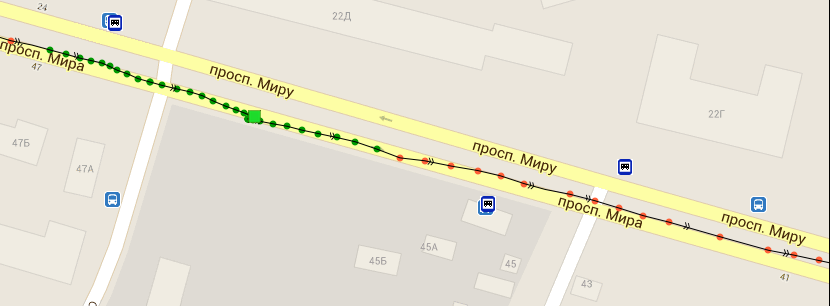 24
22Д
просп. Мира
47
просп. Миру
22Г
47Б
47А
просп. Миру
просп. Мира
просп. Миру
45А
45Б
45
43
41